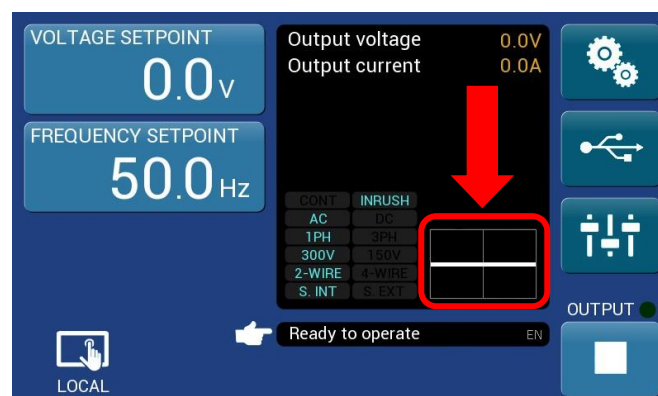 VOLTAGE SETPOINT
0.0V
FREQUENCY SETPOINT
50.0Hz
Output voltage 0.0V
Output current 0.0A
CONT INRUSH
AC DC
1PH 3PH
300V 150V
2-WIRE 4-WIRE
S. INT S. EXT
Ready to operate EN
OUTPUT
LOCAL